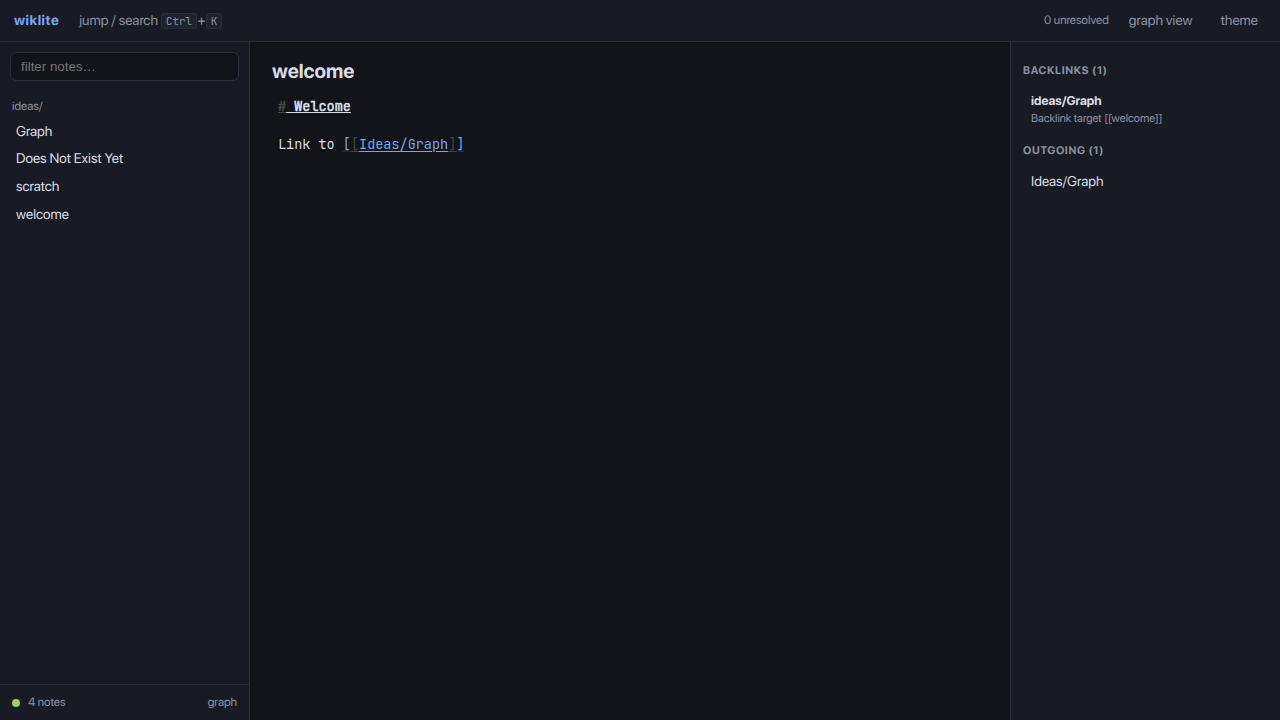 wiklite jump / search Ctrl+K 0 unresolved graph view theme
filter notes…
ideas/
Graph
Does Not Exist Yet
scratch
welcome
4 notes graph
welcome
# Welcome
Link to [[Ideas/Graph]]
BACKLINKS (1)
ideas/Graph
Backlink target [[welcome]]
OUTGOING (1)
Ideas/Graph